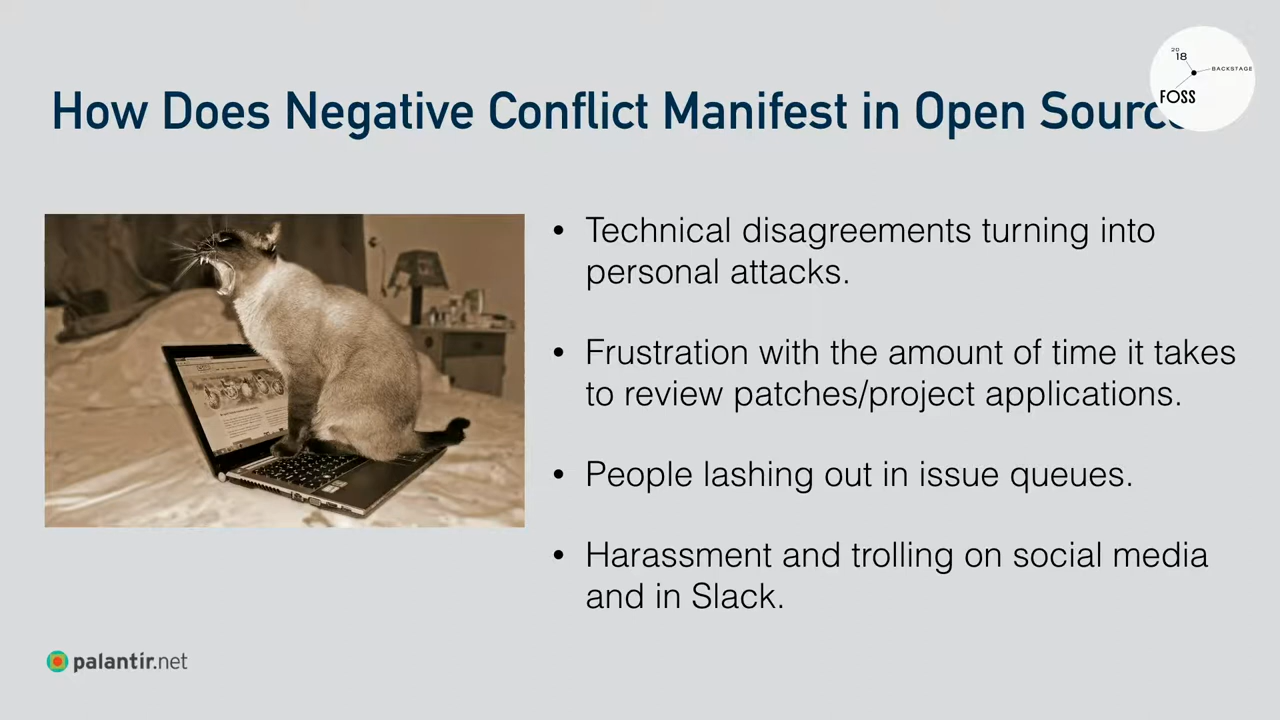 How Does Negative Conflict Manifest in Open Source
20
18
BACKSTAGE
FOSS
• Technical disagreements turning into
personal attacks.
• Frustration with the amount of time it takes
to review patches/project applications.
• People lashing out in issue queues.
• Harassment and trolling on social media
and in Slack.
palantir.net